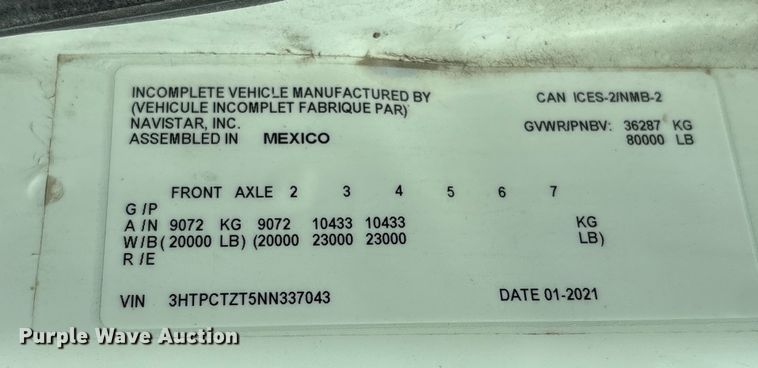 INCOMPLETE VEHICLE MANUFACTURED BY
(VEHICULE INCOMPLET FABRIQUE PAR)
NAVISTAR, INC.
ASSEMBLED IN MEXICO
CAN ICES-2/NMB-2
GVWR/PNBV: 36287 KG
80000 LB
FRONT AXLE 2 3 4 5 6 7
G /P
A /N 9072 KG 9072 10433 10433 KG
W /B (20000 LB) (20000 23000 23000 LB)
R /E
VIN 3HTPCTZT5NN337043 DATE 01-2021
Purple Wave Auction